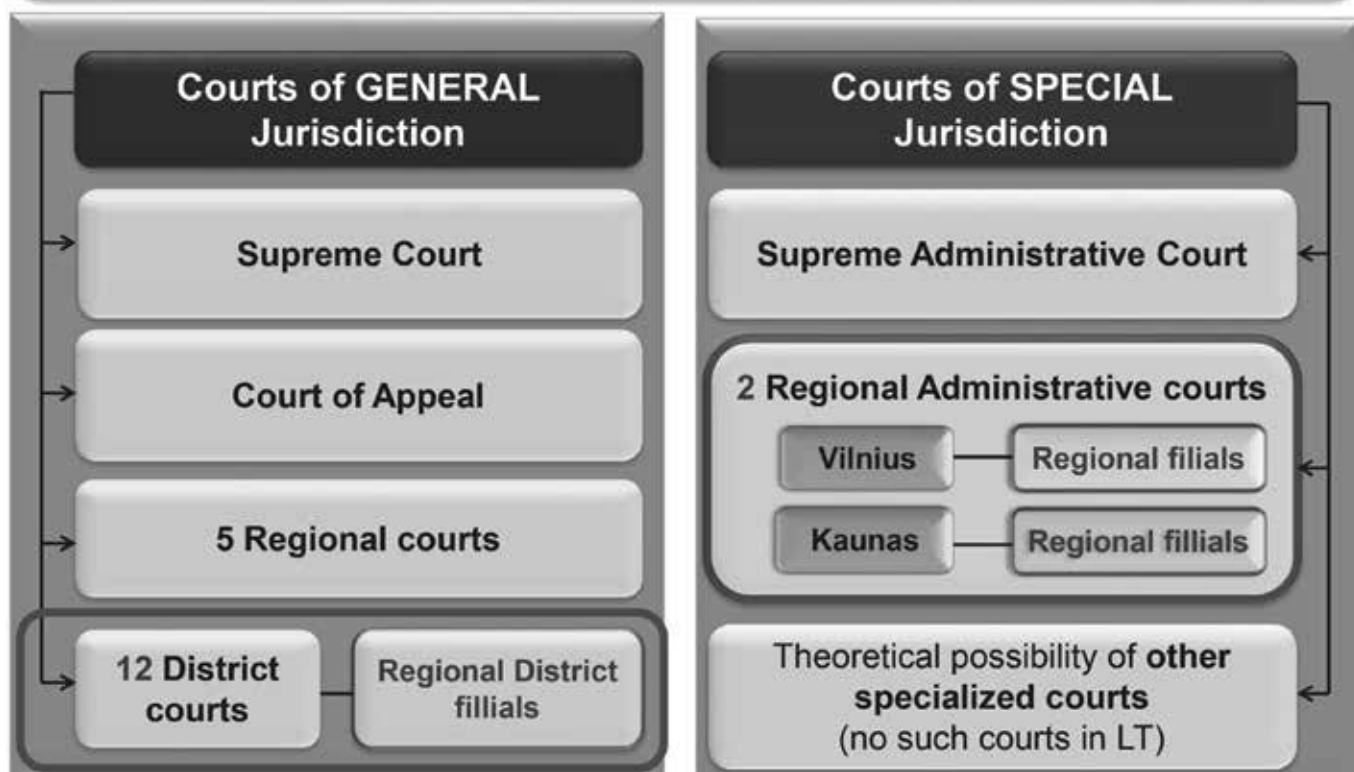 Courts of GENERAL
Jurisdiction
Supreme Court
Court of Appeal
5 Regional courts
12 District
courts
Regional District
fillials
Courts of SPECIAL
Jurisdiction
Supreme Administrative Court
2 Regional Administrative courts
Vilnius
Regional filials
Kaunas
Regional fillials
Theoretical possibility of other
specialized courts
(no such courts in LT)